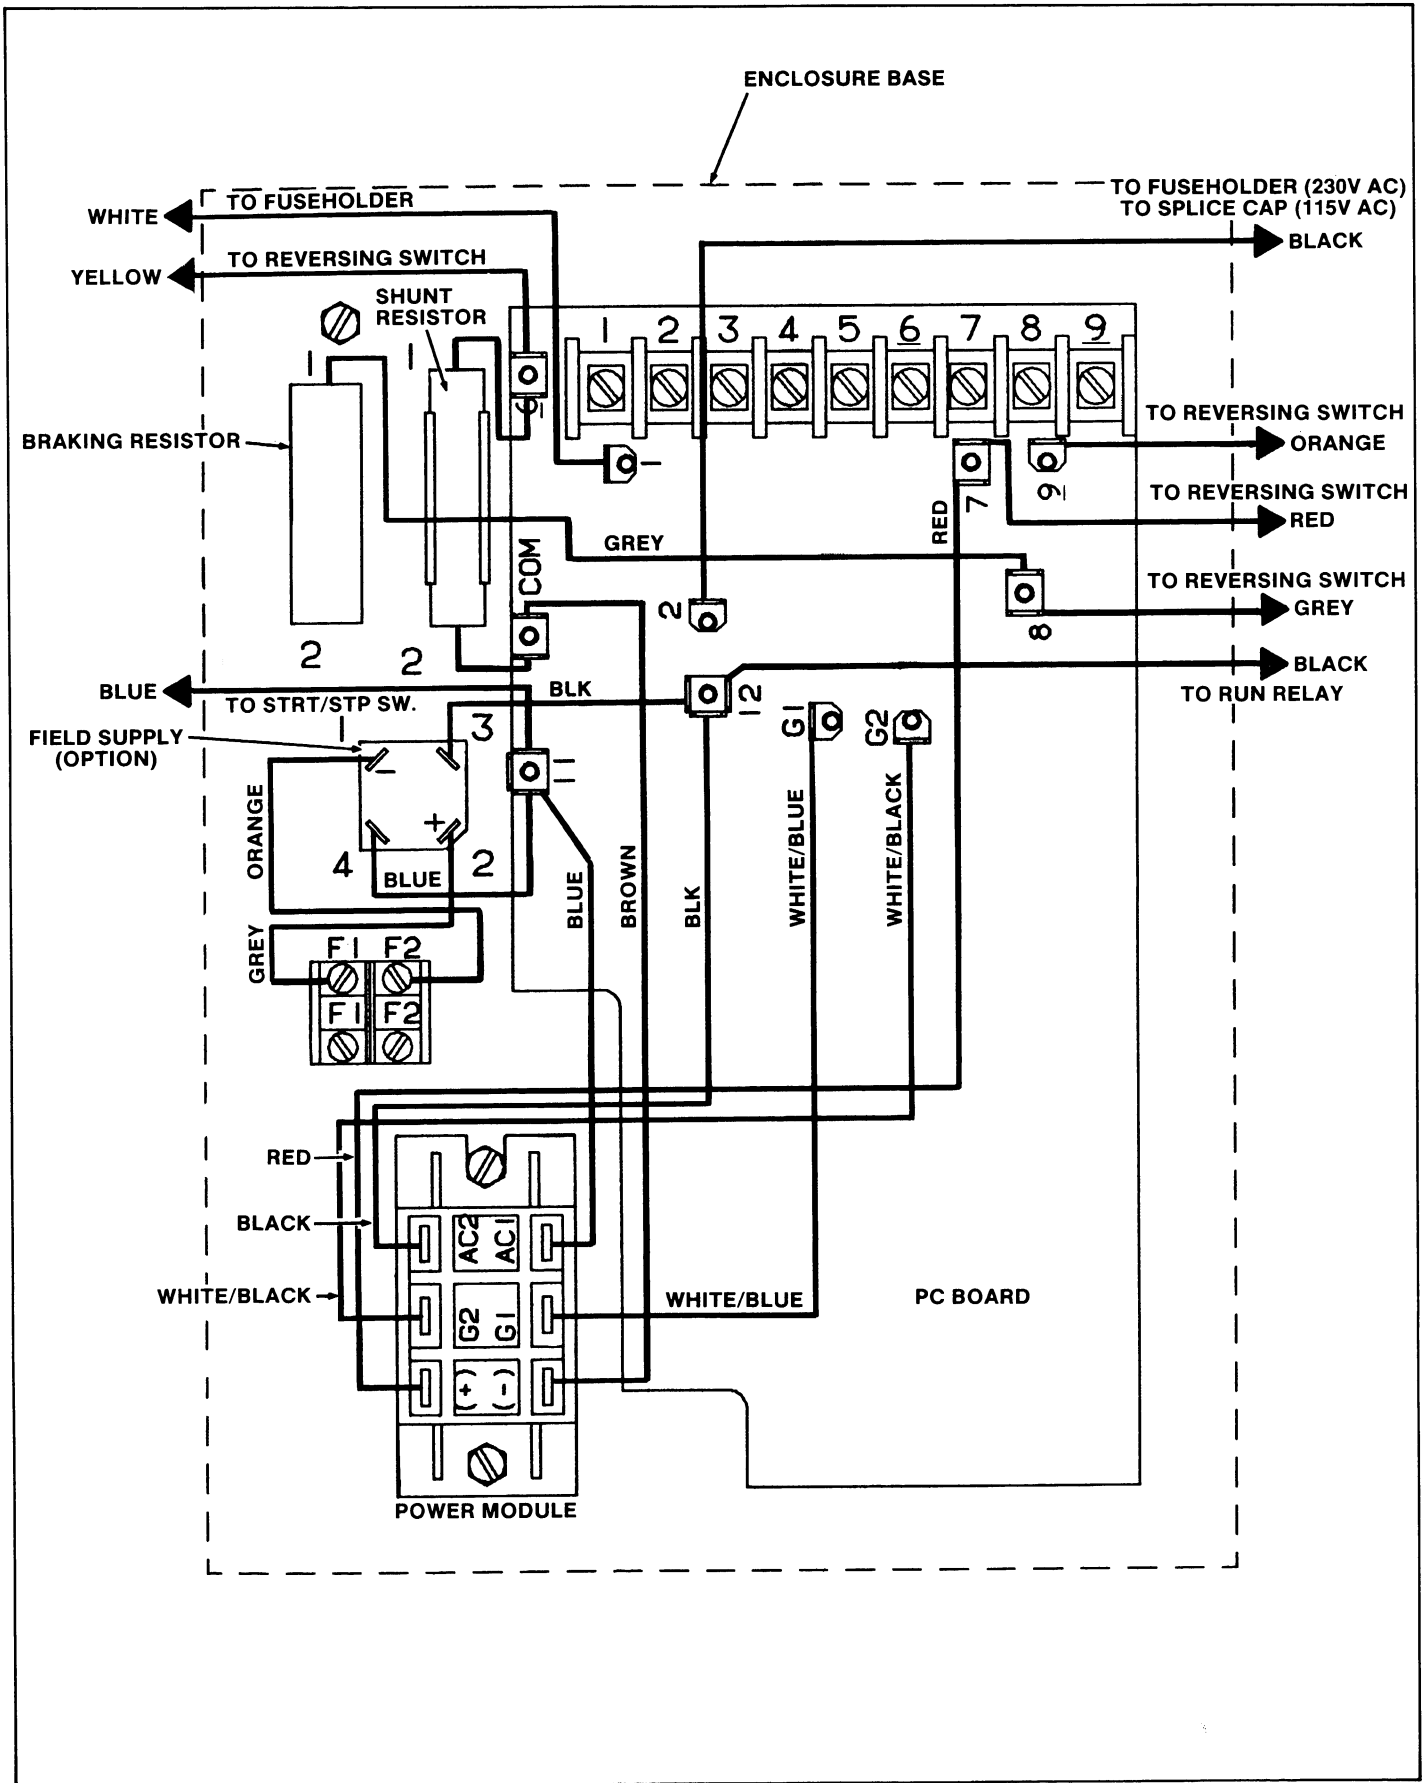 ENCLOSURE BASE
TO FUSEHOLDER (230V AC)
TO SPLICE CAP (115V AC)
WHITE
TO FUSEHOLDER
BLACK
YELLOW
TO REVERSING SWITCH
SHUNT
RESISTOR
1 2 3 4 5 6 7 8 9
1
1
6
TO REVERSING SWITCH
BRAKING RESISTOR
ORANGE
1
7
9
TO REVERSING SWITCH
RED
RED
GREY
COM
TO REVERSING SWITCH
GREY
2
8
2
2
BLACK
BLUE
BLK
12
TO RUN RELAY
TO STRT/STP SW.
1
3
G1
G2
FIELD SUPPLY
(OPTION)
−
11
ORANGE
+
WHITE/BLUE
WHITE/BLACK
4
2
BLUE
BLUE
BROWN
BLK
GREY
F1 F2
F1 F2
RED
BLACK
AC2
AC1
WHITE/BLACK
G2
G1
WHITE/BLUE
PC BOARD
(+)
(-)
POWER MODULE